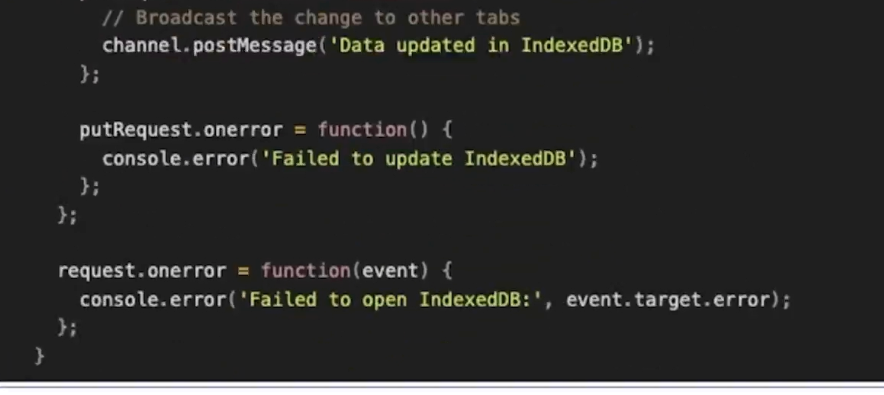 // Broadcast the change to other tabs
channel.postMessage('Data updated in IndexedDB');
};
putRequest.onerror = function() {
console.error('Failed to update IndexedDB');
};
};
request.onerror = function(event) {
console.error('Failed to open IndexedDB:', event.target.error);
};
}